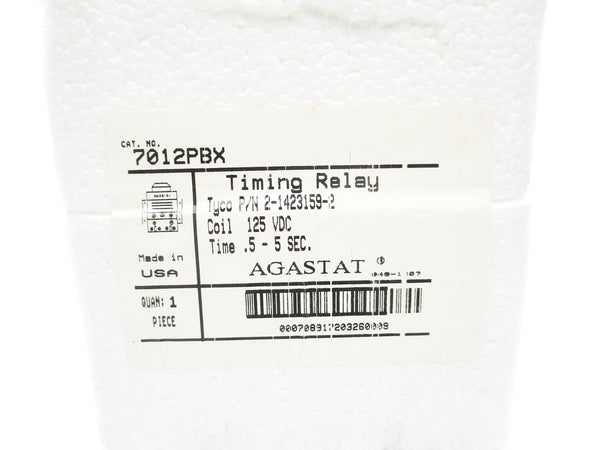 CAT. NO.
7012PBX
Timing Relay
Tyco P/N 2-1423159-2
Coil 125 VDC
Time .5 - 5 SEC.
Made in
USA
AGASTAT
QUAN: 1
PIECE